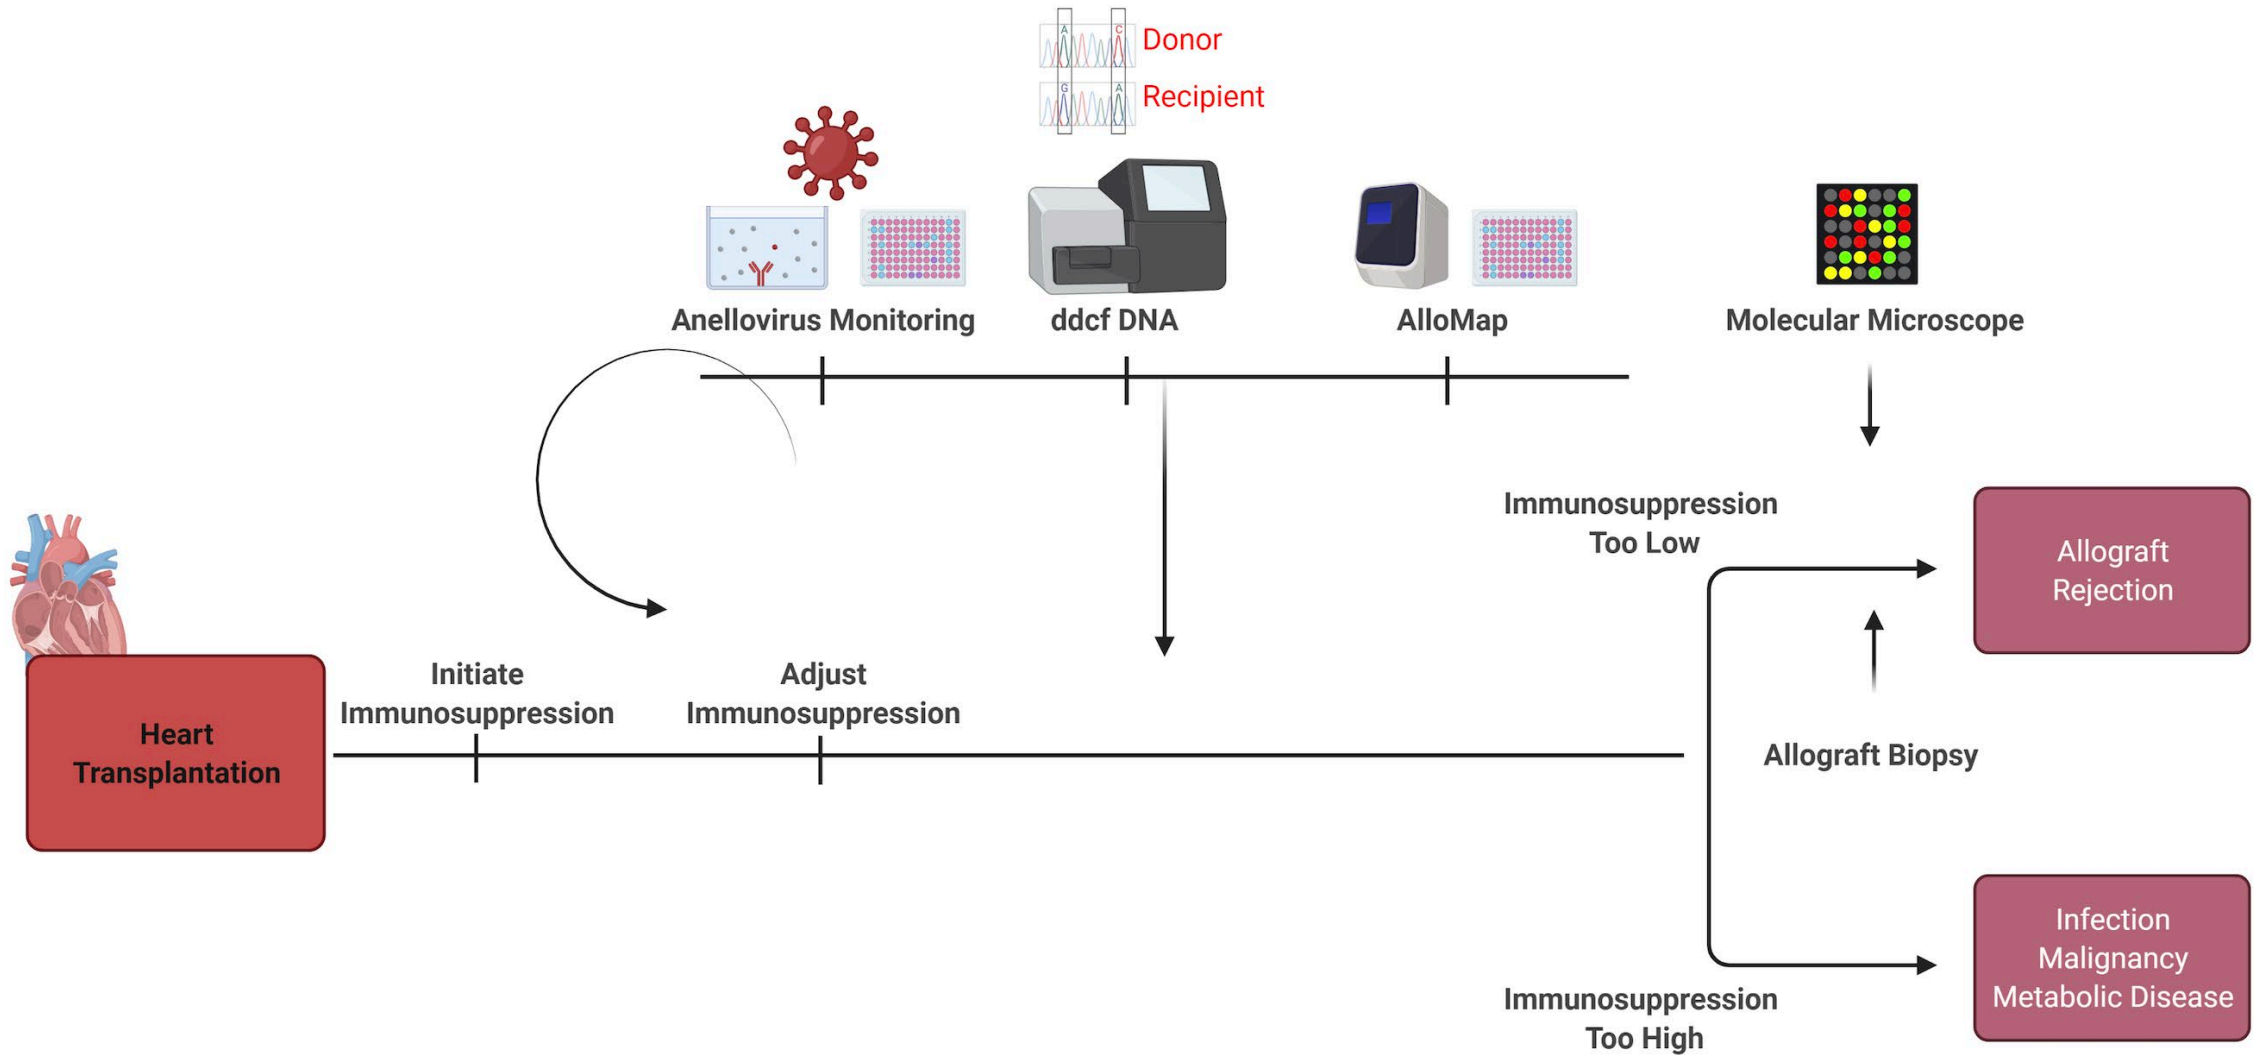 A
C
Donor
G
A
Recipient
Anellovirus Monitoring
ddcf DNA
AlloMap
Molecular Microscope
Immunosuppression
Too Low
Allograft
Rejection
Initiate
Immunosuppression
Adjust
Immunosuppression
Heart
Transplantation
Allograft Biopsy
Infection
Malignancy
Metabolic Disease
Immunosuppression
Too High